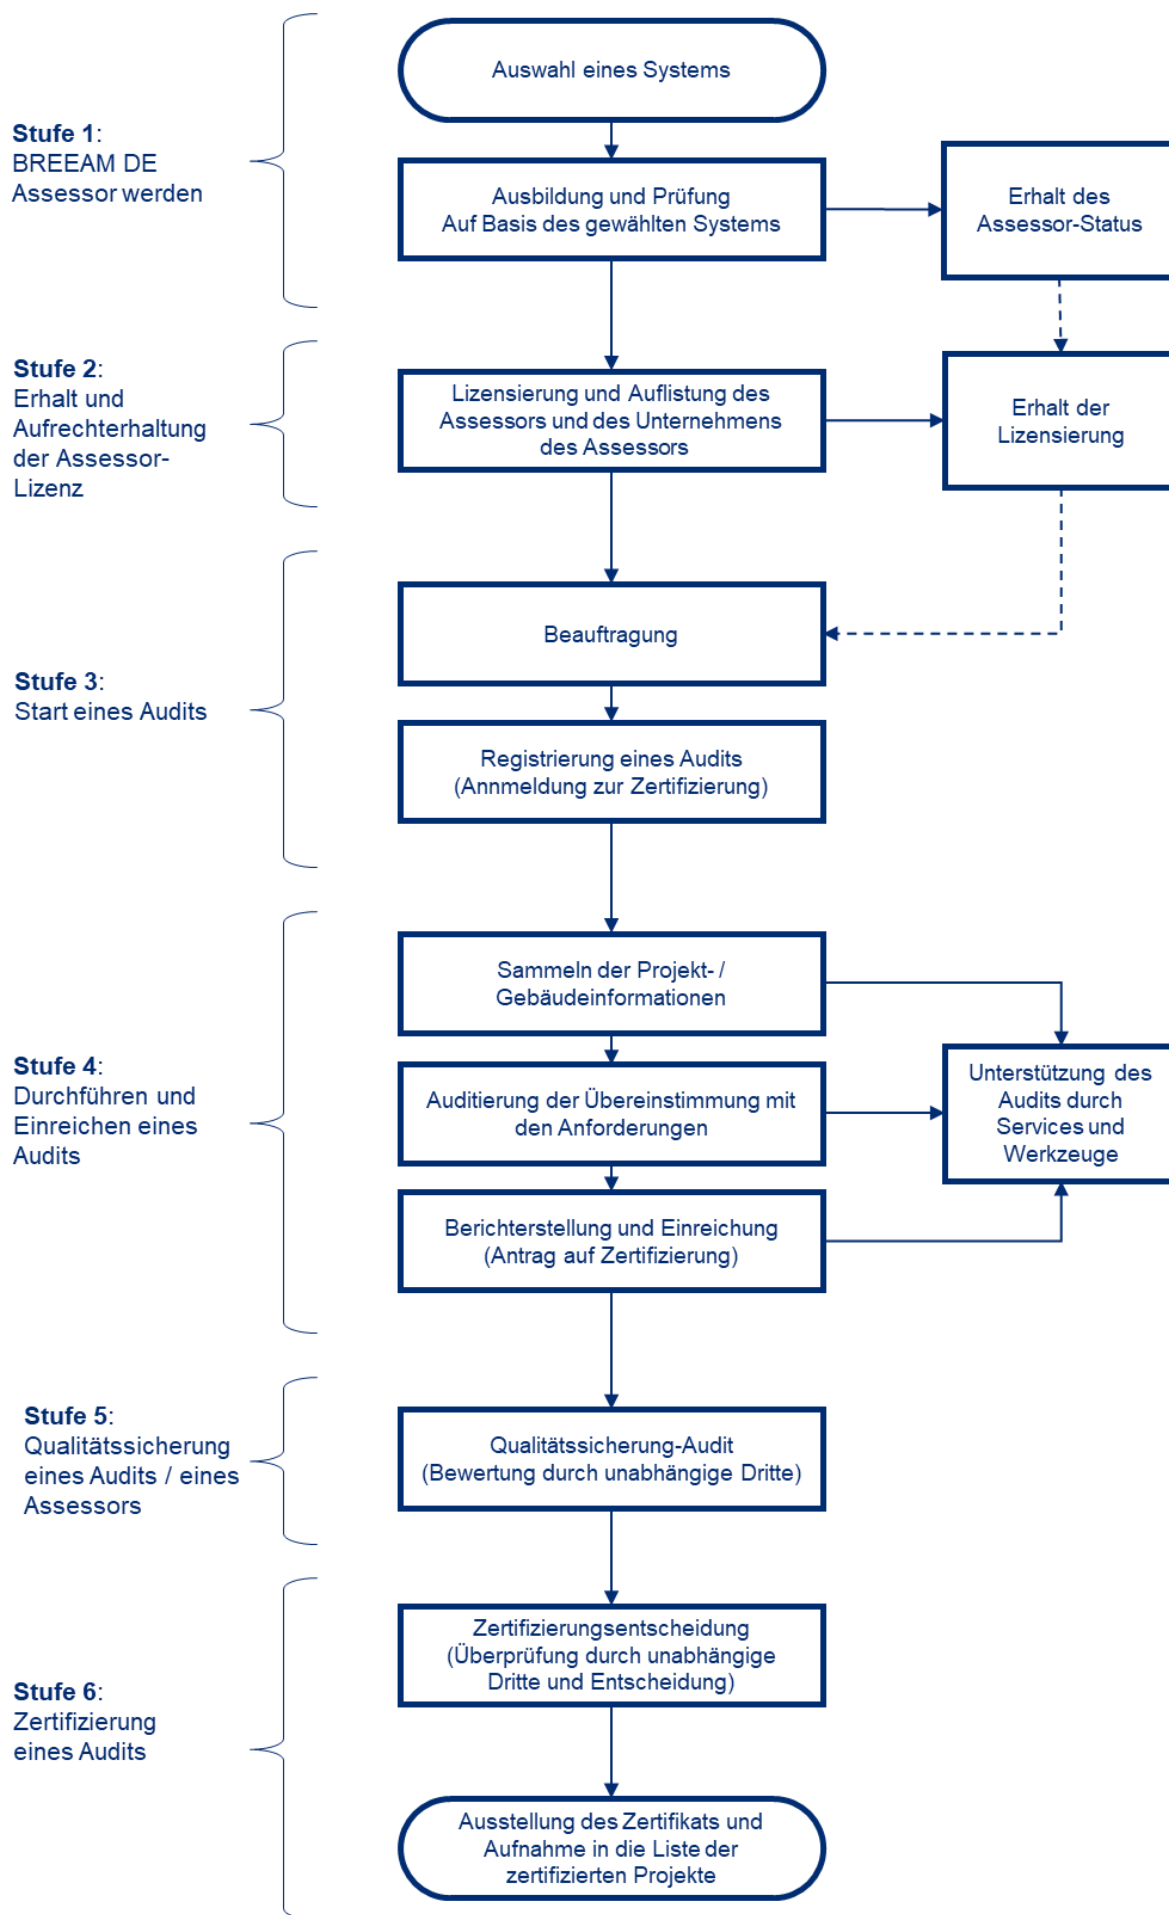 Auswahl eines Systems
Stufe 1:
BREEAM DE
Assessor werden
Ausbildung und Prüfung
Auf Basis des gewählten Systems
Erhalt des
Assessor-Status
Stufe 2:
Erhalt und
Aufrechterhaltung
der Assessor-
Lizenz
Lizensierung und Auflistung des
Assessors und des Unternehmens
des Assessors
Erhalt der
Lizensierung
Stufe 3:
Start eines Audits
Beauftragung
Registrierung eines Audits
(Annmeldung zur Zertifizierung)
Stufe 4:
Durchführen und
Einreichen eines
Audits
Sammeln der Projekt- /
Gebäudeinformationen
Auditierung der Übereinstimmung mit
den Anforderungen
Berichterstellung und Einreichung
(Antrag auf Zertifizierung)
Unterstützung des
Audits durch
Services und
Werkzeuge
Stufe 5:
Qualitätssicherung
eines Audits / eines
Assessors
Qualitätssicherung-Audit
(Bewertung durch unabhängige Dritte)
Stufe 6:
Zertifizierung
eines Audits
Zertifizierungsentscheidung
(Überprüfung durch unabhängige
Dritte und Entscheidung)
Ausstellung des Zertifikats und
Aufnahme in die Liste der
zertifizierten Projekte